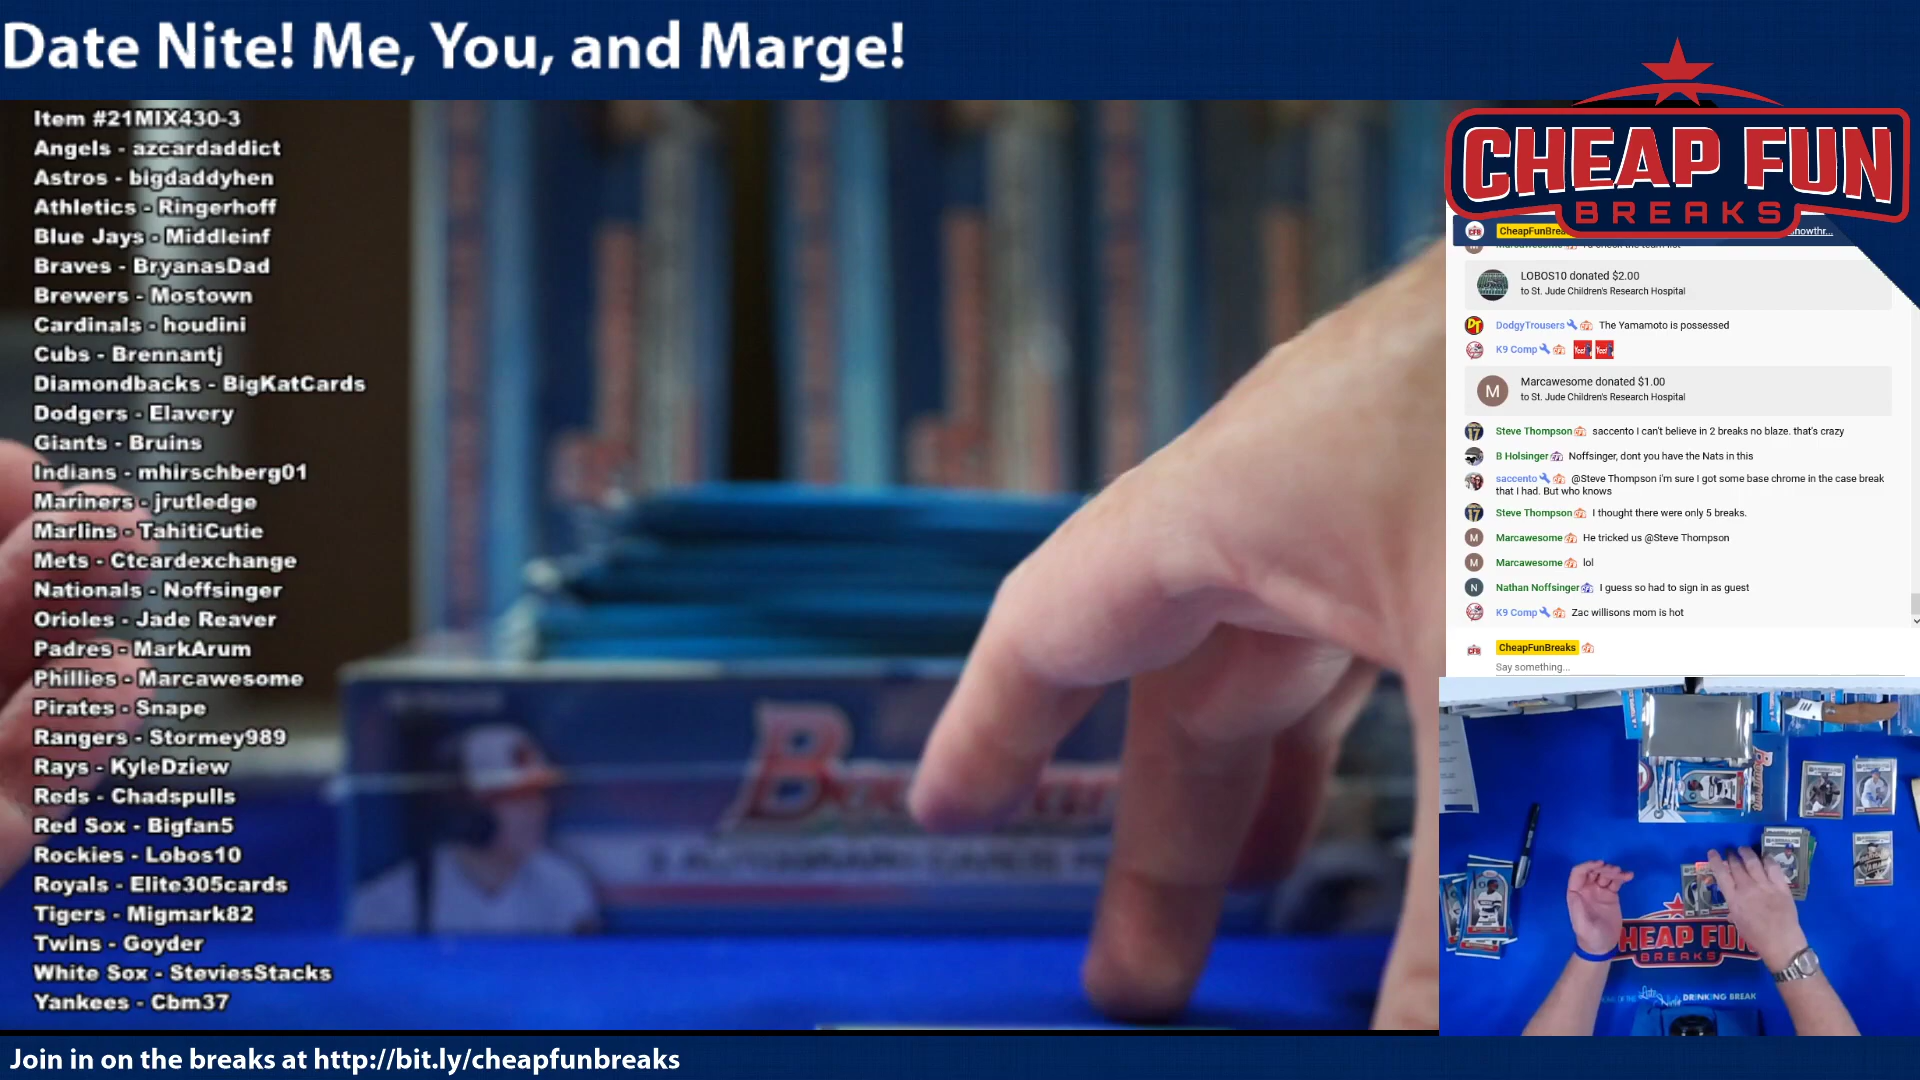 Date Nite! Me, You, and Marge!
Item #21MIX430-3
Angels - azcardaddict
Astros - bigdaddyhen
Athletics - Ringerhoff
Blue Jays - Middleinf
Braves - BryanasDad
Brewers - Mostown
Cardinals - houdini
Cubs - Brennantj
Diamondbacks - BigKatCards
Dodgers - Elavery
Giants - Bruins
Indians - mhirschberg01
Mariners - jrutledge
Marlins - TahitiCutie
Mets - Ctcardexchange
Nationals - Noffsinger
Orioles - Jade Reaver
Padres - MarkArum
Phillies - Marcawesome
Pirates - Snape
Rangers - Stormey989
Rays - KyleDziew
Reds - Chadspulls
Red Sox - Bigfan5
Rockies - Lobos10
Royals - Elite305cards
Tigers - Migmark82
Twins - Goyder
White Sox - SteviesStacks
Yankees - Cbm37
CHEAP FUN
BREAKS
CheapFunBrea
howthr...
LOBOS10 donated $2.00
to St. Jude Children's Research Hospital
DodgyTrousers The Yamamoto is possessed
K9 Comp
Marcawesome donated $1.00
to St. Jude Children's Research Hospital
Steve Thompson saccento I can't believe in 2 breaks no blaze. that's crazy
B Holsinger Noffsinger, dont you have the Nats in this
saccento @Steve Thompson i'm sure I got some base chrome in the case break
that I had. But who knows
Steve Thompson I thought there were only 5 breaks.
Marcawesome He tricked us @Steve Thompson
Marcawesome lol
Nathan Noffsinger I guess so had to sign in as guest
K9 Comp Zac willisons mom is hot
CheapFunBreaks
Say something...
HEAP FUN
BREAKS
DRINKING BREAK
Join in on the breaks at http://bit.ly/cheapfunbreaks